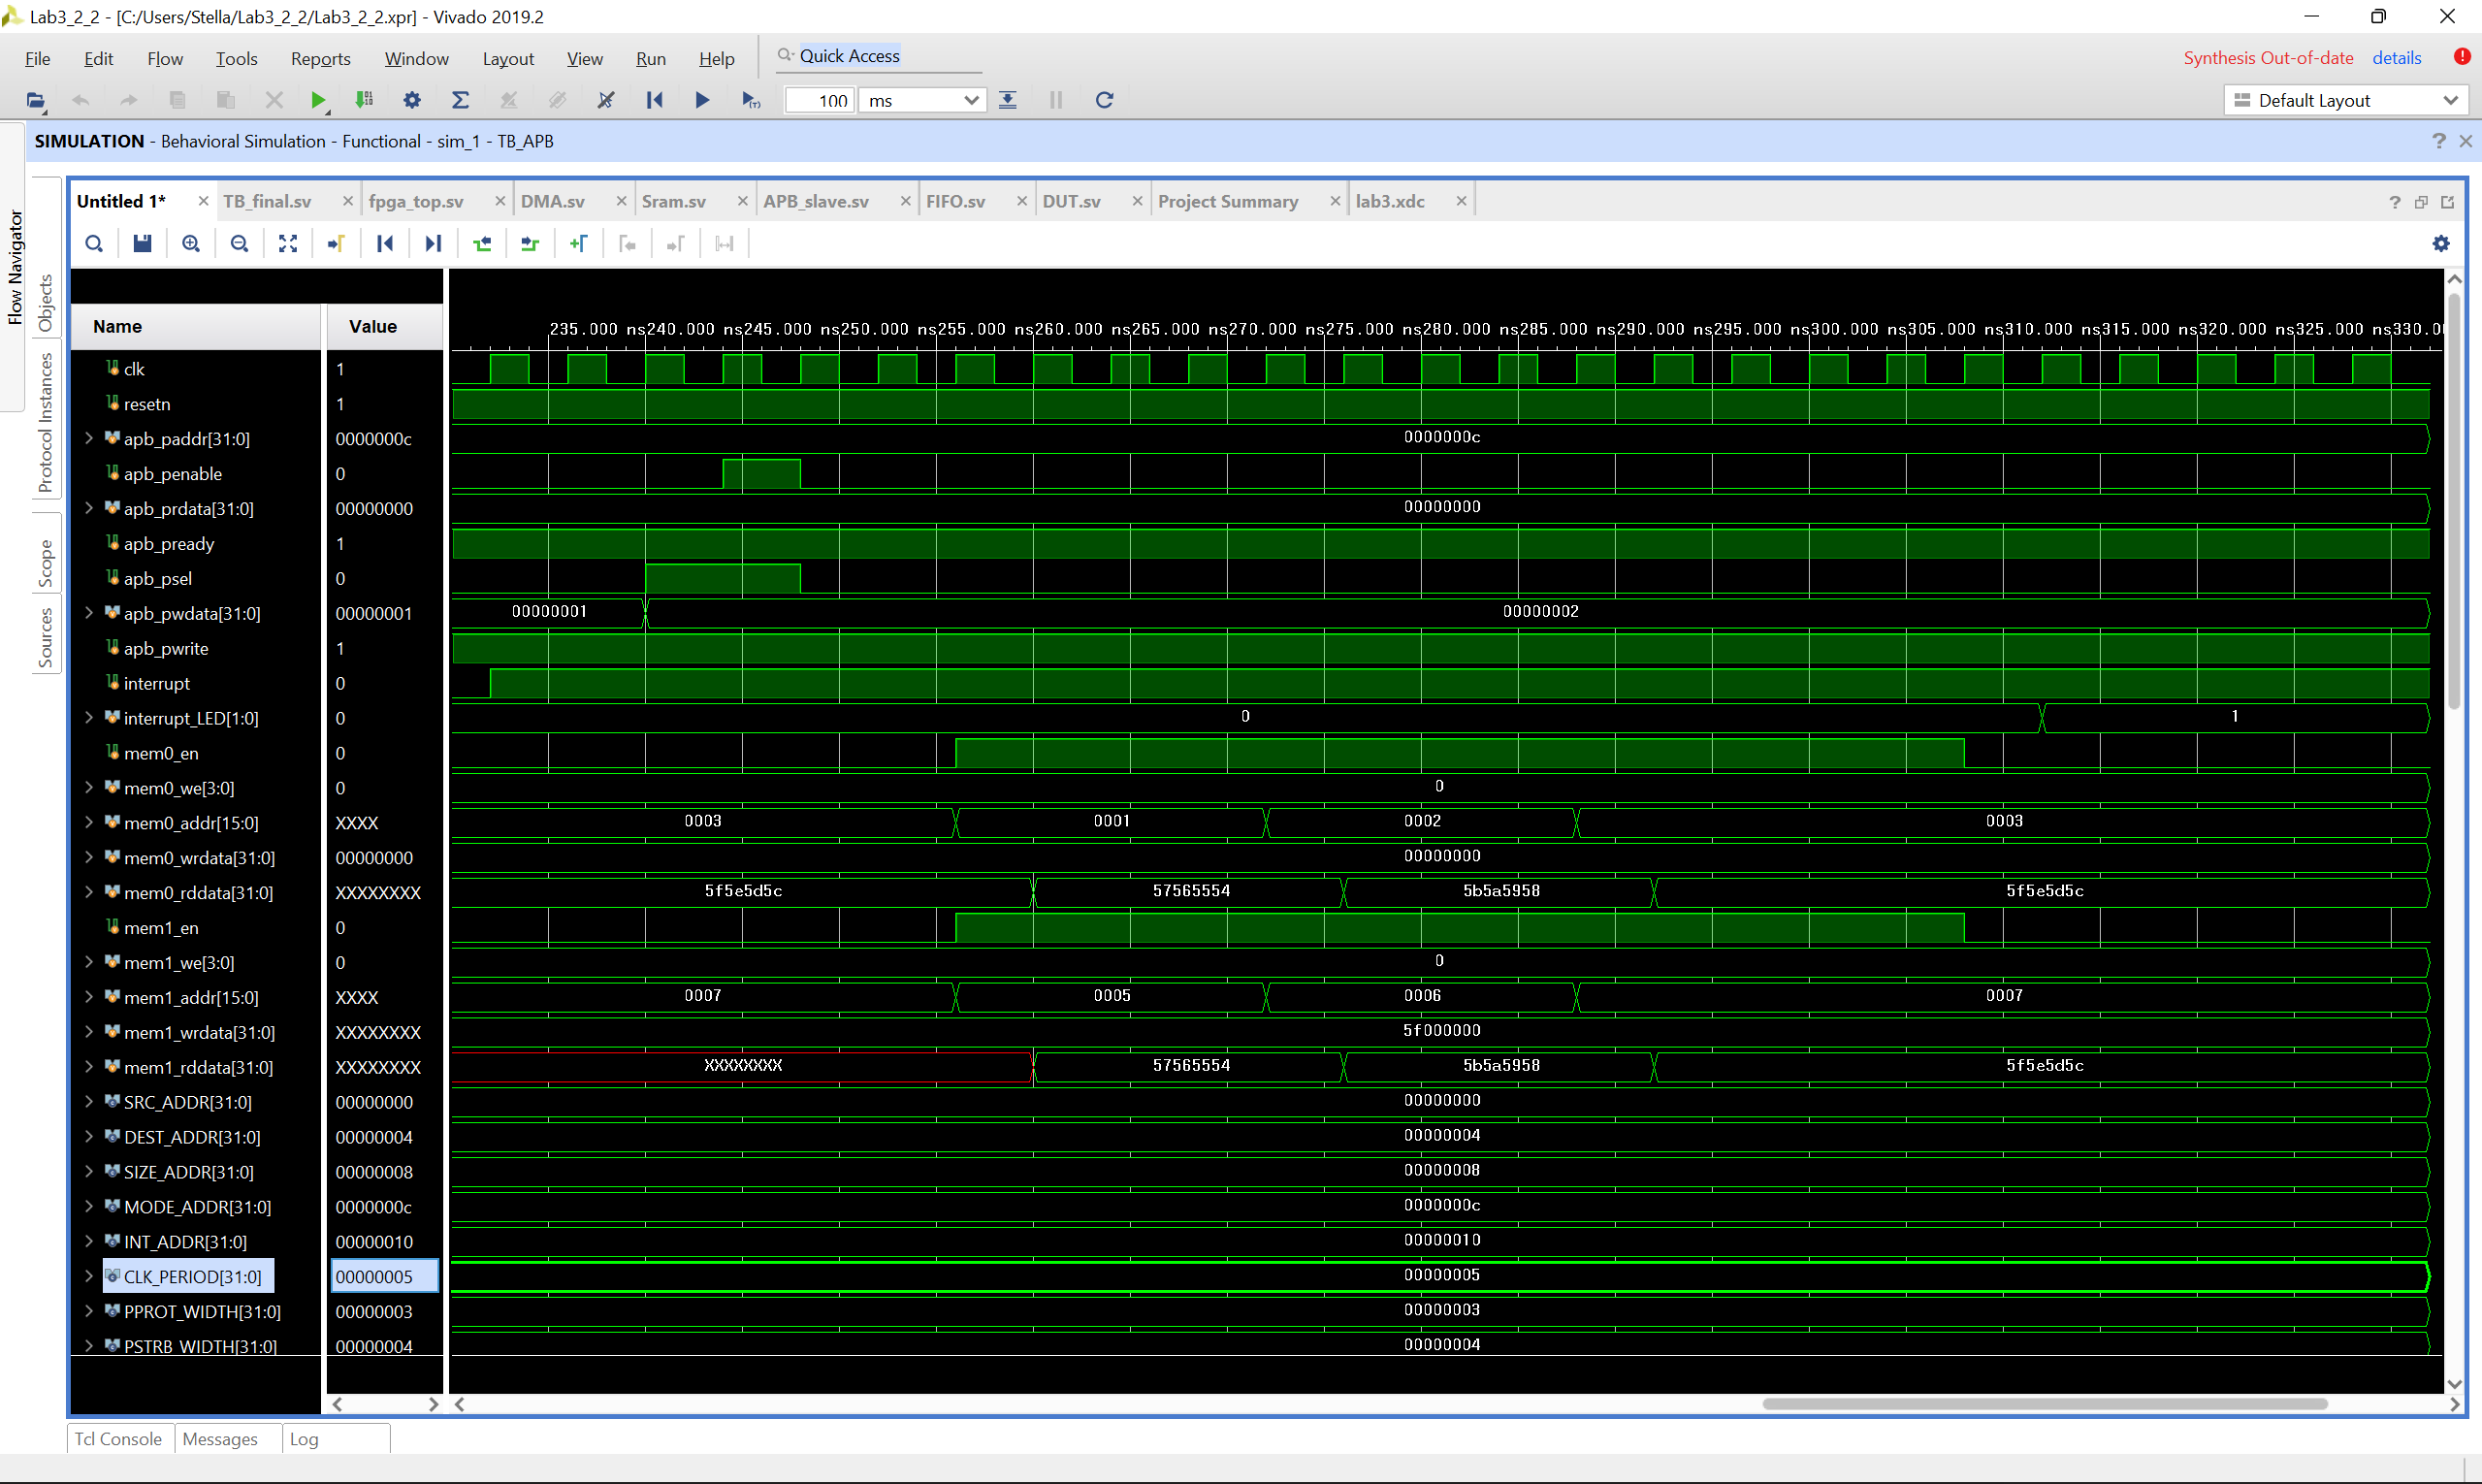 Lab3_2_2 - [C:/Users/Stella/Lab3_2_2/Lab3_2_2.xpr] - Vivado 2019.2
File Edit Flow Tools Reports Window Layout View Run Help Quick Access Synthesis Out-of-date details
100 ms Default Layout
SIMULATION - Behavioral Simulation - Functional - sim_1 - TB_APB
Flow Navigator
Objects
Protocol Instances
Scope
Sources
Untitled 1* TB_final.sv fpga_top.sv DMA.sv Sram.sv APB_slave.sv FIFO.sv DUT.sv Project Summary lab3.xdc
Name Value
235.000 ns 240.000 ns 245.000 ns 250.000 ns 255.000 ns 260.000 ns 265.000 ns 270.000 ns 275.000 ns 280.000 ns 285.000 ns 290.000 ns 295.000 ns 300.000 ns 305.000 ns 310.000 ns 315.000 ns 320.000 ns 325.000 ns 330.0
clk 1
resetn 1
apb_paddr[31:0] 0000000c 0000000c
apb_penable 0
apb_prdata[31:0] 00000000 00000000
apb_pready 1
apb_psel 0
apb_pwdata[31:0] 00000001 00000001 00000002
apb_pwrite 1
interrupt 0
interrupt_LED[1:0] 0 0 1
mem0_en 0
mem0_we[3:0] 0 0
mem0_addr[15:0] XXXX 0003 0001 0002 0003
mem0_wrdata[31:0] 00000000 00000000
mem0_rddata[31:0] XXXXXXXX 5f5e5d5c 57565554 5b5a5958 5f5e5d5c
mem1_en 0
mem1_we[3:0] 0 0
mem1_addr[15:0] XXXX 0007 0005 0006 0007
mem1_wrdata[31:0] XXXXXXXX 5f000000
mem1_rddata[31:0] XXXXXXXX XXXXXXXX 57565554 5b5a5958 5f5e5d5c
SRC_ADDR[31:0] 00000000 00000000
DEST_ADDR[31:0] 00000004 00000004
SIZE_ADDR[31:0] 00000008 00000008
MODE_ADDR[31:0] 0000000c 0000000c
INT_ADDR[31:0] 00000010 00000010
CLK_PERIOD[31:0] 00000005 00000005
PPROT_WIDTH[31:0] 00000003 00000003
PSTRB_WIDTH[31:0] 00000004 00000004
Tcl Console Messages Log